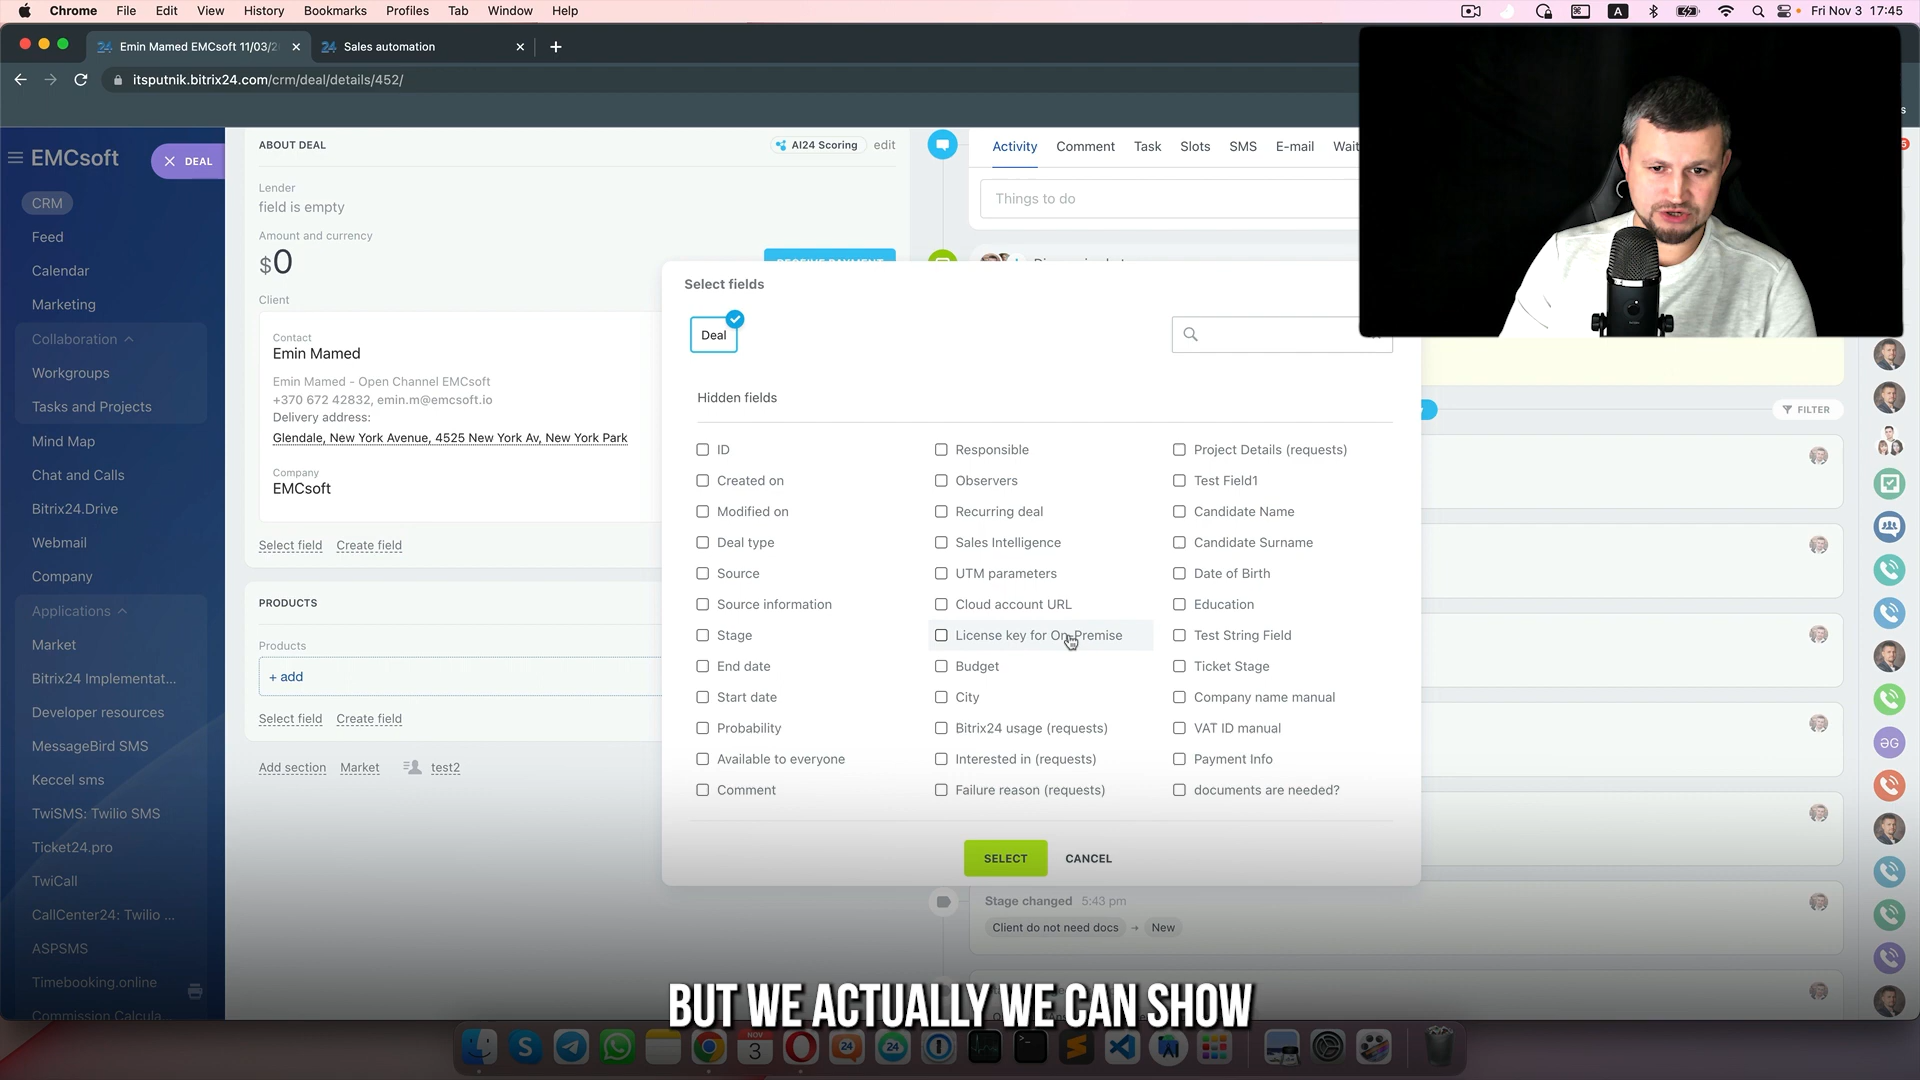 Chrome File Edit View History Bookmarks Profiles Tab Window Help
A
Fri Nov 3 17:45
24 Emin Mamed EMCsoft 11/03/2
24 Sales automation
itsputnik.bitrix24.com/crm/deal/details/452/
EMCsoft
DEAL
CRM
Feed
Calendar
Marketing
Collaboration
Workgroups
Tasks and Projects
Mind Map
Chat and Calls
Bitrix24.Drive
Webmail
Company
Applications
Market
Bitrix24 Implementat...
Developer resources
MessageBird SMS
Keccel sms
TwiSMS: Twilio SMS
Ticket24.pro
TwiCall
CallCenter24: Twilio ...
ASPSMS
Timebooking.online
Commission Calcula
ABOUT DEAL
AI24 Scoring
edit
Lender
field is empty
Amount and currency
$0
RECEIVE PAYMENT
Client
Contact
Emin Mamed
Emin Mamed - Open Channel EMCsoft
+370 672 42832, emin.m@emcsoft.io
Delivery address:
Glendale, New York Avenue, 4525 New York Av, New York Park
Company
EMCsoft
Select field Create field
PRODUCTS
Products
+ add
Select field Create field
Add section Market test2
Activity Comment Task Slots SMS E-mail Wait
Things to do
Select fields
Deal
Hidden fields
ID
Created on
Modified on
Deal type
Source
Source information
Stage
End date
Start date
Probability
Available to everyone
Comment
Responsible
Observers
Recurring deal
Sales Intelligence
UTM parameters
Cloud account URL
License key for On-Premise
Budget
City
Bitrix24 usage (requests)
Interested in (requests)
Failure reason (requests)
Project Details (requests)
Test Field1
Candidate Name
Candidate Surname
Date of Birth
Education
Test String Field
Ticket Stage
Company name manual
VAT ID manual
Payment Info
documents are needed?
SELECT
CANCEL
FILTER
Stage changed 5:43 pm
Client do not need docs → New
ƏG
BUT WE ACTUALLY WE CAN SHOW
NOV
3
24
24